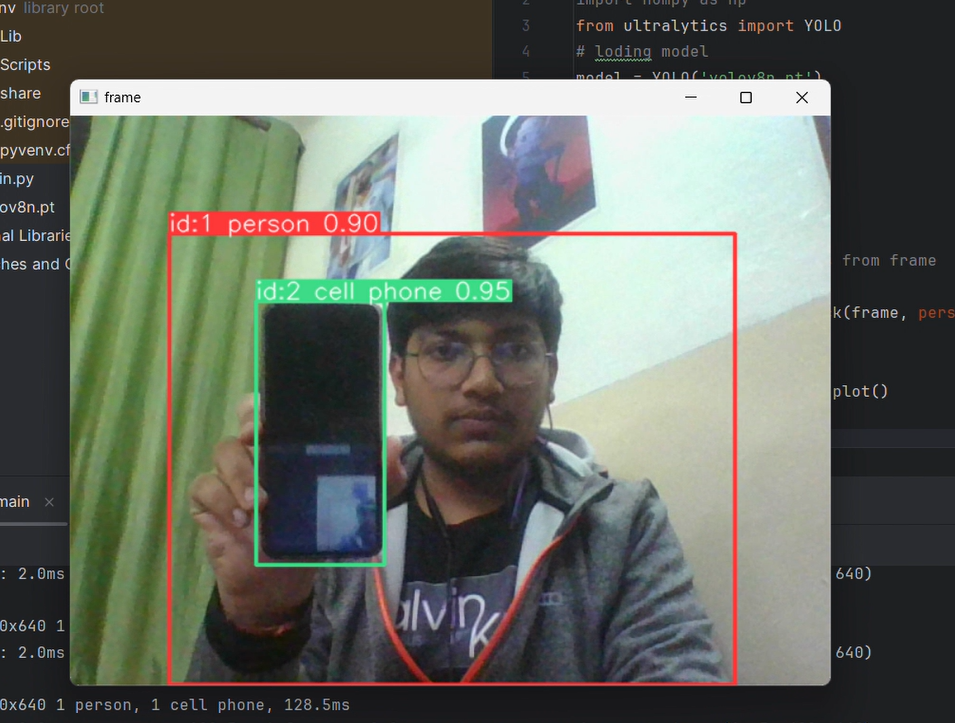 nv library root
Lib
Scripts
share
.gitignore
pyvenv.cf
in.py
ov8n.pt
al Librarie
hes and
2 import numpy as np
3 from ultralytics import YOLO
4 # loding model
5 model = YOLO('yolov8n.pt')
frame
id:1 person 0.90
id:2 cell phone 0.95
alvin
k
from frame
k(frame, pers
plot()
main
: 2.0ms
640)
0x640 1
: 2.0ms
640)
0x640 1 person, 1 cell phone, 128.5ms